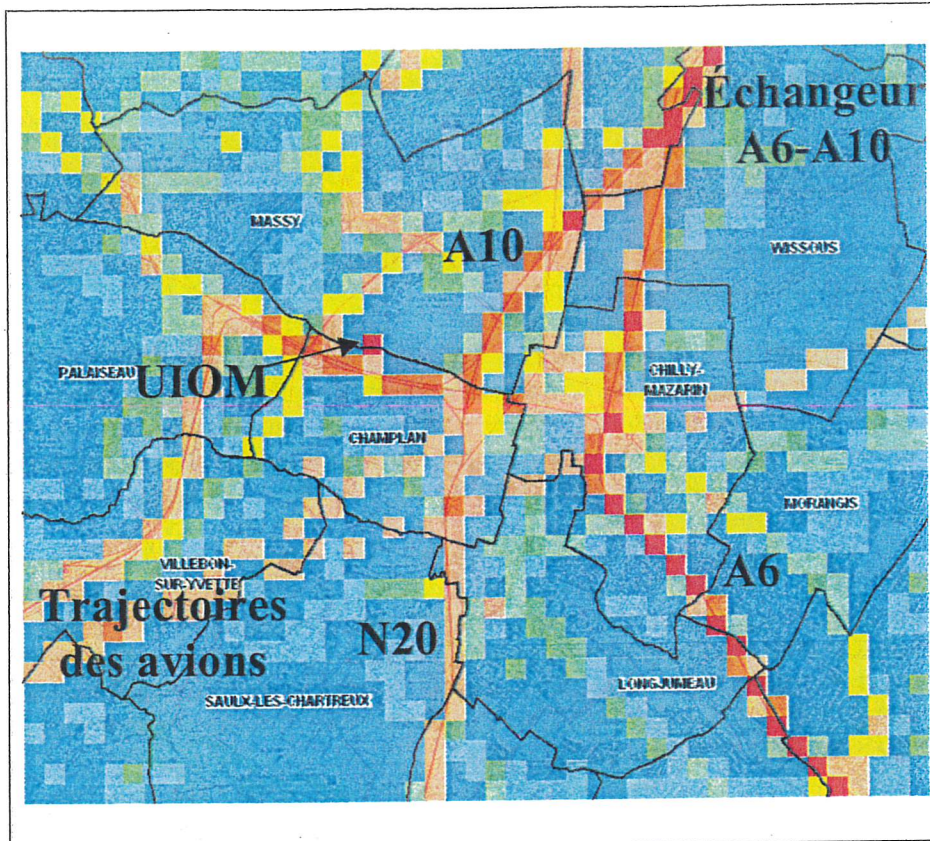 Échangeur
A6-A10
MASSY
A10
WISSOUS
PALAISEAU
UIOM
CHILLY-
MAZARIN
CHAMPLAN
MORANGIS
VILLEBON-
SUR-YVETTE
A6
Trajectoires
des avions
N20
LONGJUMEAU
SAULX-LES-CHARTREUX